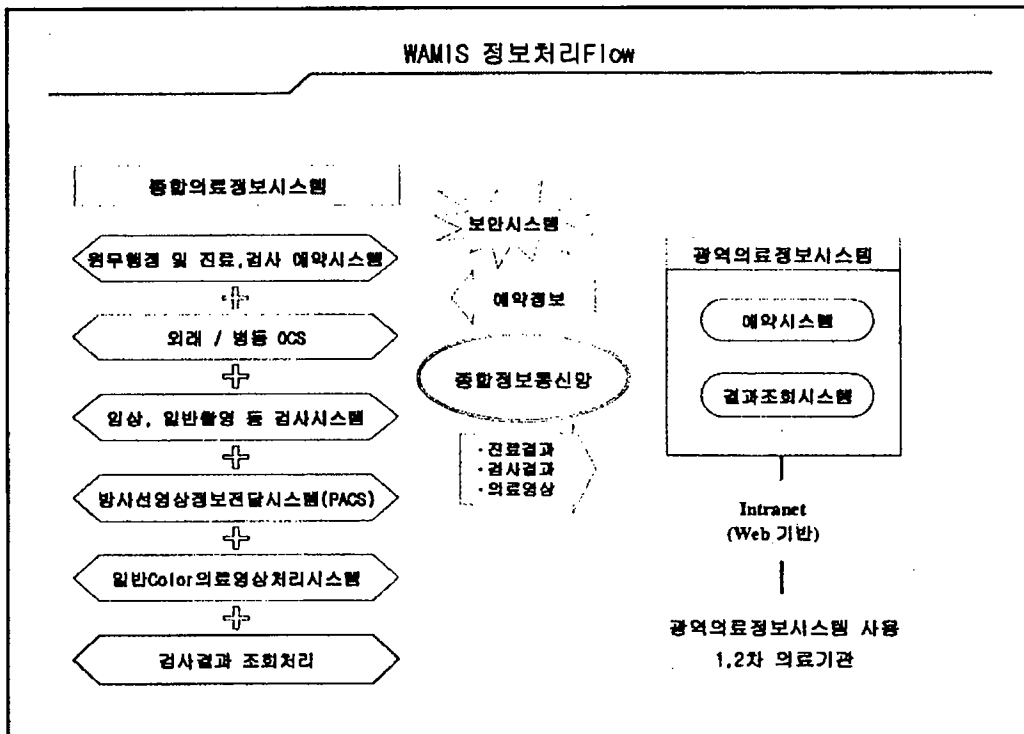 WAMIS 정보처리Flow
종합의료정보시스템
원무행정 및 진료,검사 예약시스템
외래 / 병동 OCS
임상, 일반촬영 등 검사시스템
방사선영상정보전달시스템(PACS)
일반Color의료영상처리시스템
검사결과 조회처리
보안시스템
예약정보
종합정보통신망
·진료결과
·검사결과
·의료영상
광역의료정보시스템
예약시스템
결과조회시스템
Intranet
(Web 기반)
광역의료정보시스템 사용
1,2차 의료기관